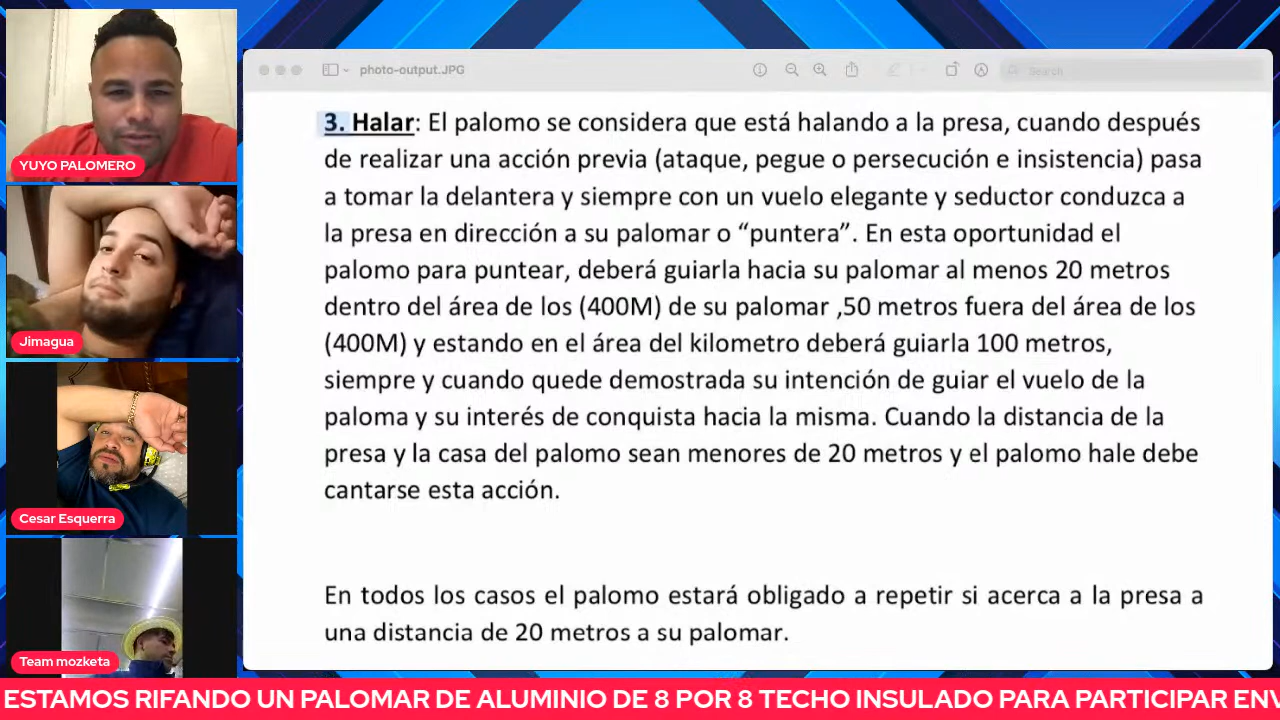 YUYO PALOMERO
Jimagua
Cesar Esquerra
Team mozketa
photo-output.JPG
Search
3. Halar: El palomo se considera que está halando a la presa, cuando después
de realizar una acción previa (ataque, pegue o persecución e insistencia) pasa
a tomar la delantera y siempre con un vuelo elegante y seductor conduzca a
la presa en dirección a su palomar o “puntera”. En esta oportunidad el
palomo para puntear, deberá guiarla hacia su palomar al menos 20 metros
dentro del área de los (400M) de su palomar ,50 metros fuera del área de los
(400M) y estando en el área del kilometro deberá guiarla 100 metros,
siempre y cuando quede demostrada su intención de guiar el vuelo de la
paloma y su interés de conquista hacia la misma. Cuando la distancia de la
presa y la casa del palomo sean menores de 20 metros y el palomo hale debe
cantarse esta acción.
En todos los casos el palomo estará obligado a repetir si acerca a la presa a
una distancia de 20 metros a su palomar.
ESTAMOS RIFANDO UN PALOMAR DE ALUMINIO DE 8 POR 8 TECHO INSULADO PARA PARTICIPAR ENV